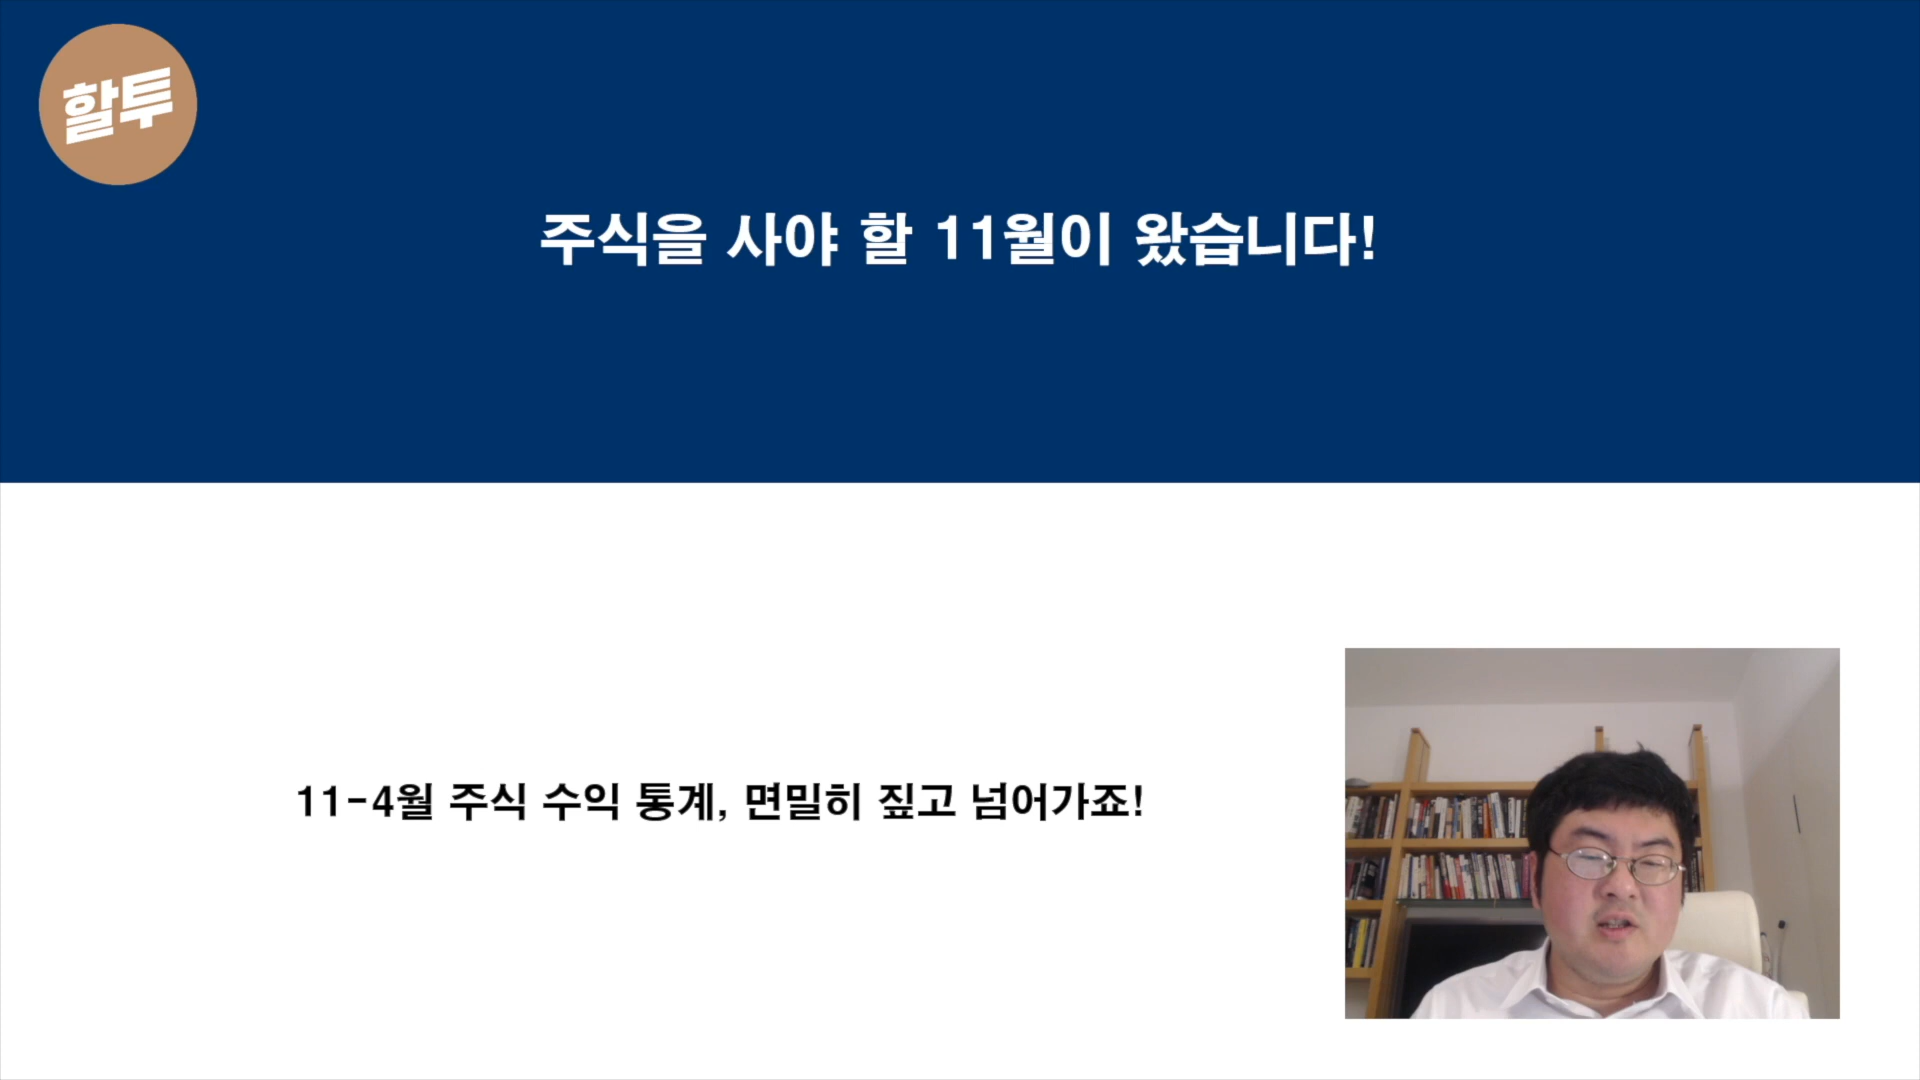 할투
주식을 사야 할 11월이 왔습니다!
11-4월 주식 수익 통계, 면밀히 짚고 넘어가죠!